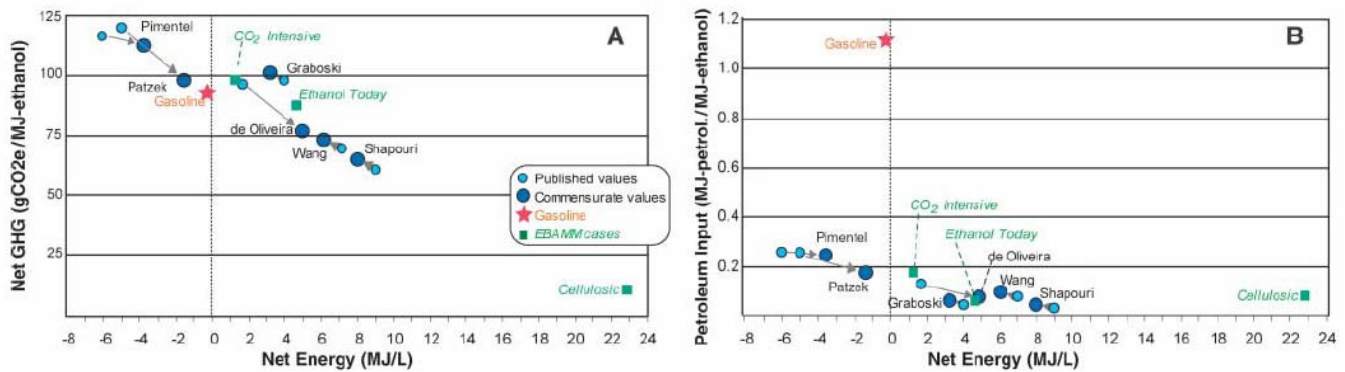 A
Net GHG (gCO2e/MJ-ethanol)
125
100
75
50
25
Pimentel
CO2 Intensive
Graboski
Patzek
Gasoline
Ethanol Today
de Oliveira
Wang
Shapouri
Published values
Commensurate values
Gasoline
EBAMM cases
Cellulosic
-8 -6 -4 -2 0 2 4 6 8 10 12 14 16 18 20 22 24
Net Energy (MJ/L)
B
Petroleum Input (MJ-petrol./MJ-ethanol)
1.2
1.0
0.8
0.6
0.4
0.2
Gasoline
CO2 Intensive
Ethanol Today
Pimentel
de Oliveira
Wang
Patzek
Graboski
Shapouri
Cellulosic
-8 -6 -4 -2 0 2 4 6 8 10 12 14 16 18 20 22 24
Net Energy (MJ/L)